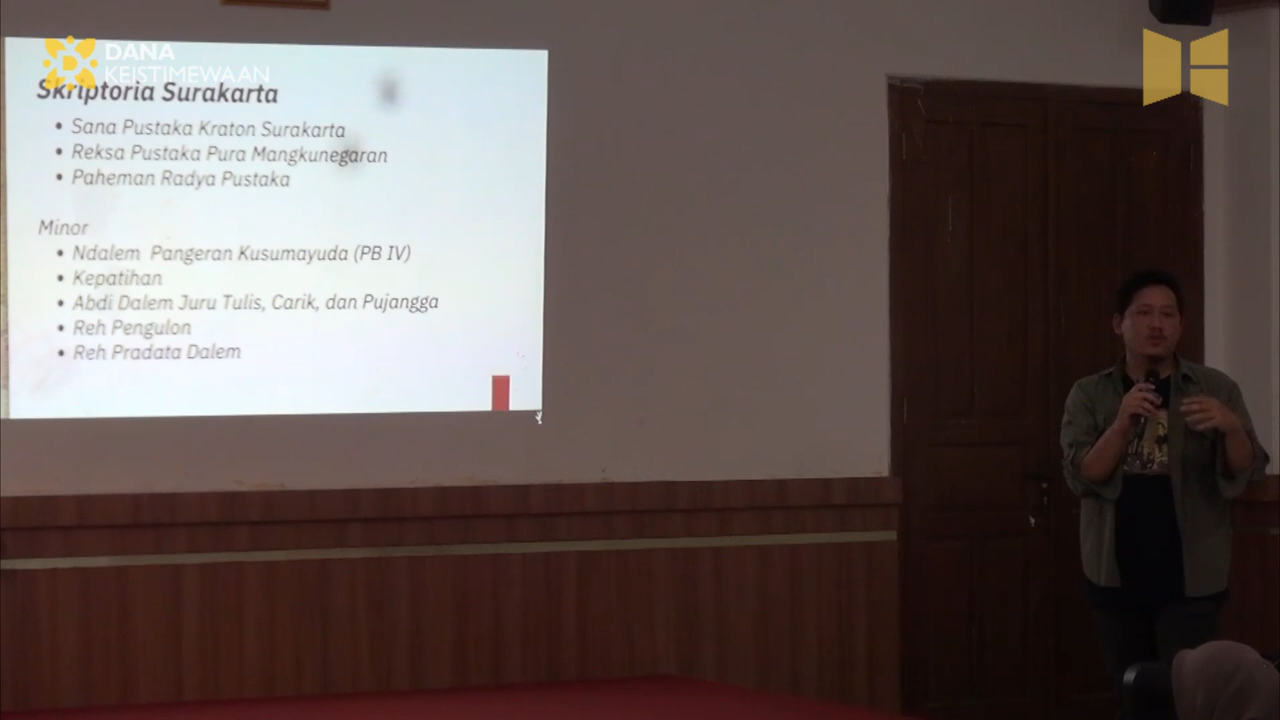 DANA
KEISTIMEWAAN
Skriptoria Surakarta
• Sana Pustaka Kraton Surakarta
• Reksa Pustaka Pura Mangkunegaran
• Paheman Radya Pustaka
Minor
• Ndalem Pangeran Kusumayuda (PB IV)
• Kepatihan
• Abdi Dalem Juru Tulis, Carik, dan Pujangga
• Reh Pengulon
• Reh Pradata Dalem